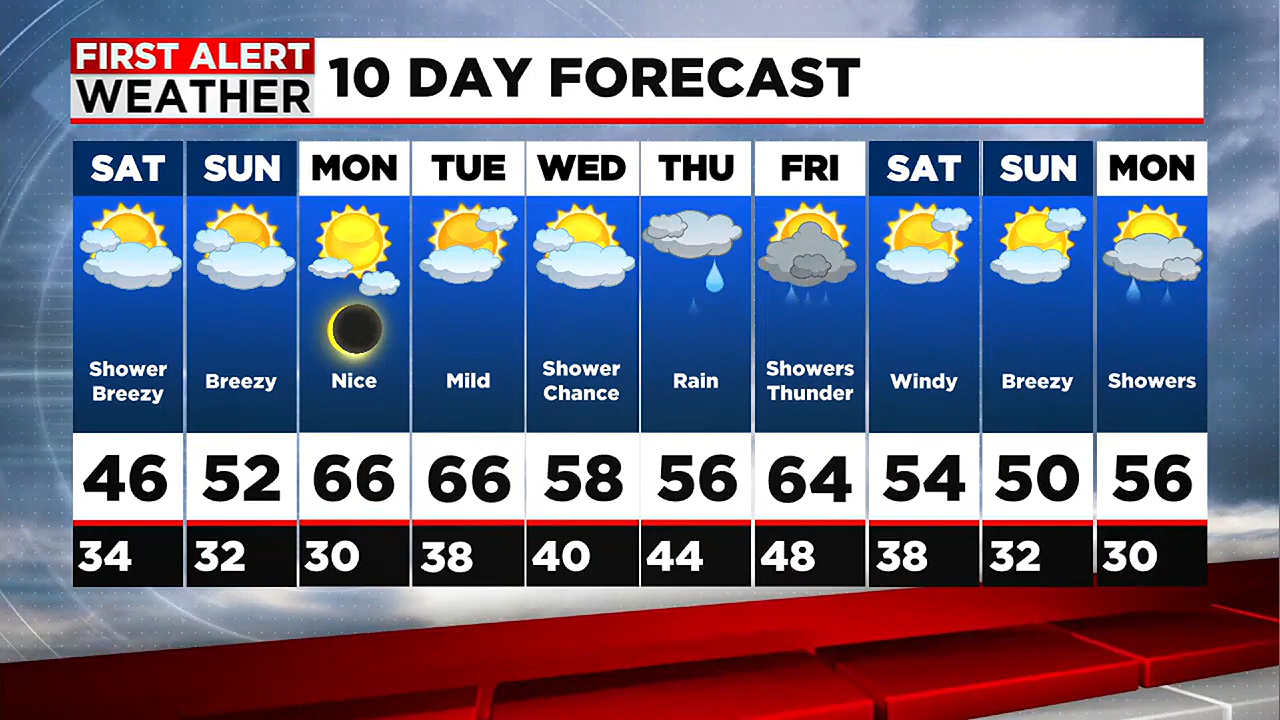 FIRST ALERT
WEATHER
10 DAY FORECAST
SAT SUN MON TUE WED THU FRI SAT SUN MON
Shower
Breezy
Breezy
Nice
Mild
Shower
Chance
Rain
Showers
Thunder
Windy
Breezy
Showers
46 52 66 66 58 56 64 54 50 56
34 32 30 38 40 44 48 38 32 30